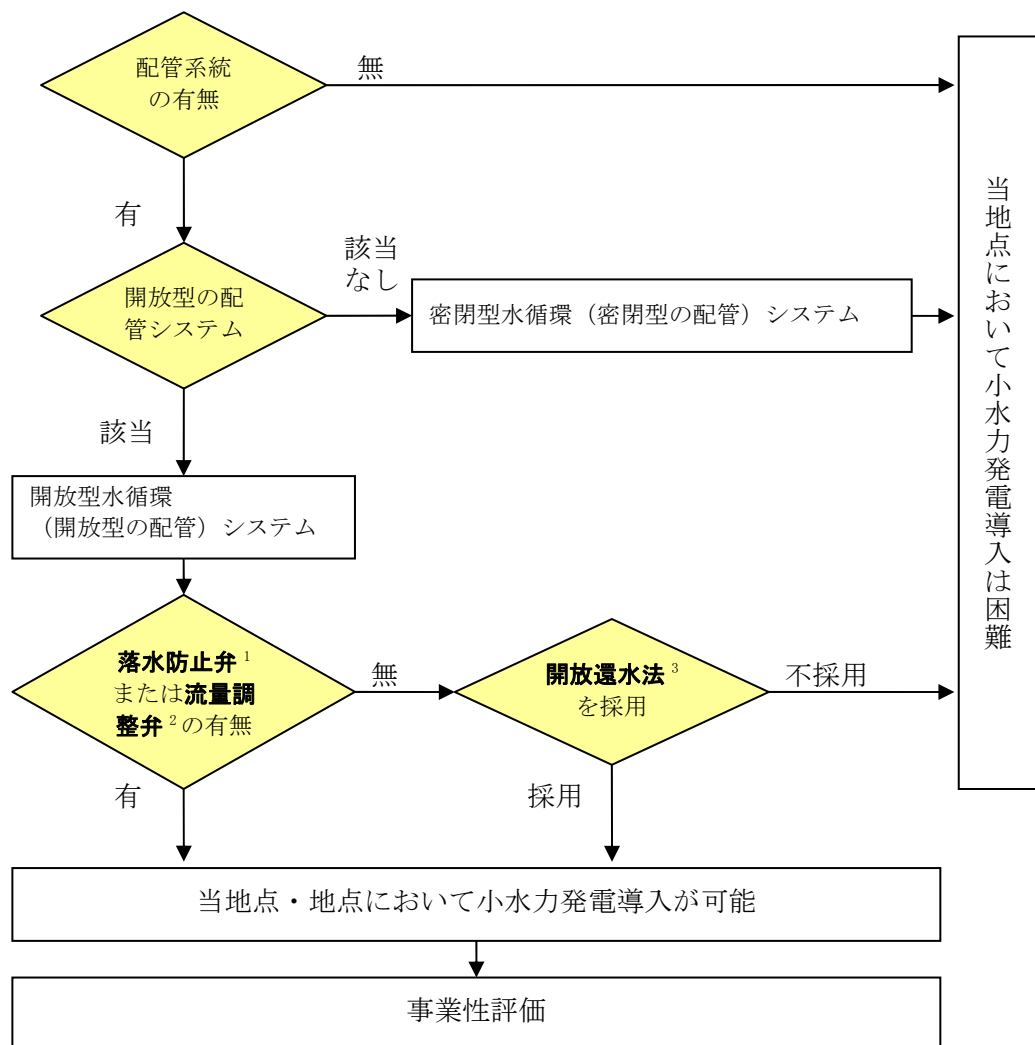 配管系統
の有無
無
有
開放型の配
管システム
該当
なし
密閉型水循環（密閉型の配管）システム
該当
開放型水循環
（開放型の配管）システム
落水防止弁1
または流量調
整弁2の有無
無
開放還水法3
を採用
不採用
有
採用
当地点において小水力発電導入は困難
当地点・地点において小水力発電導入が可能
事業性評価